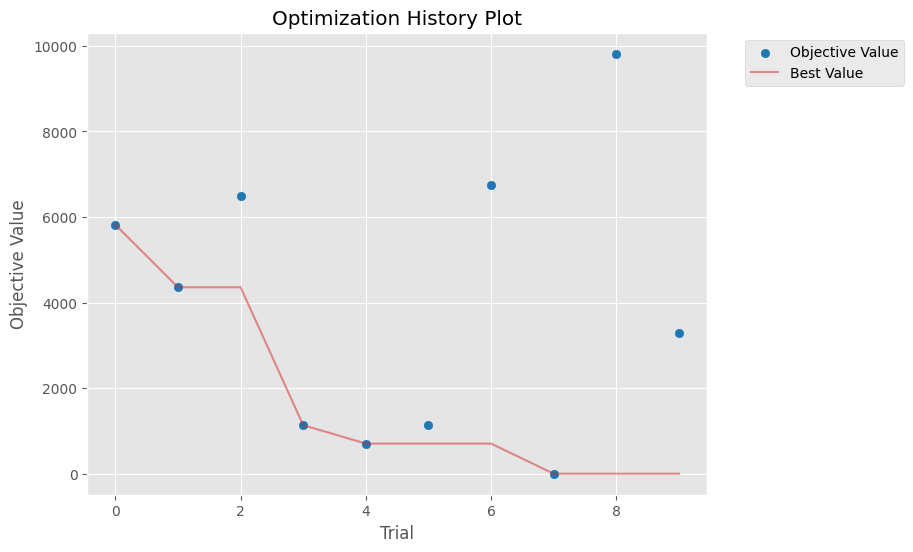 Optimization History Plot
Objective Value
Best Value
Objective Value
10000
8000
6000
4000
2000
0
0 2 4 6 8
Trial